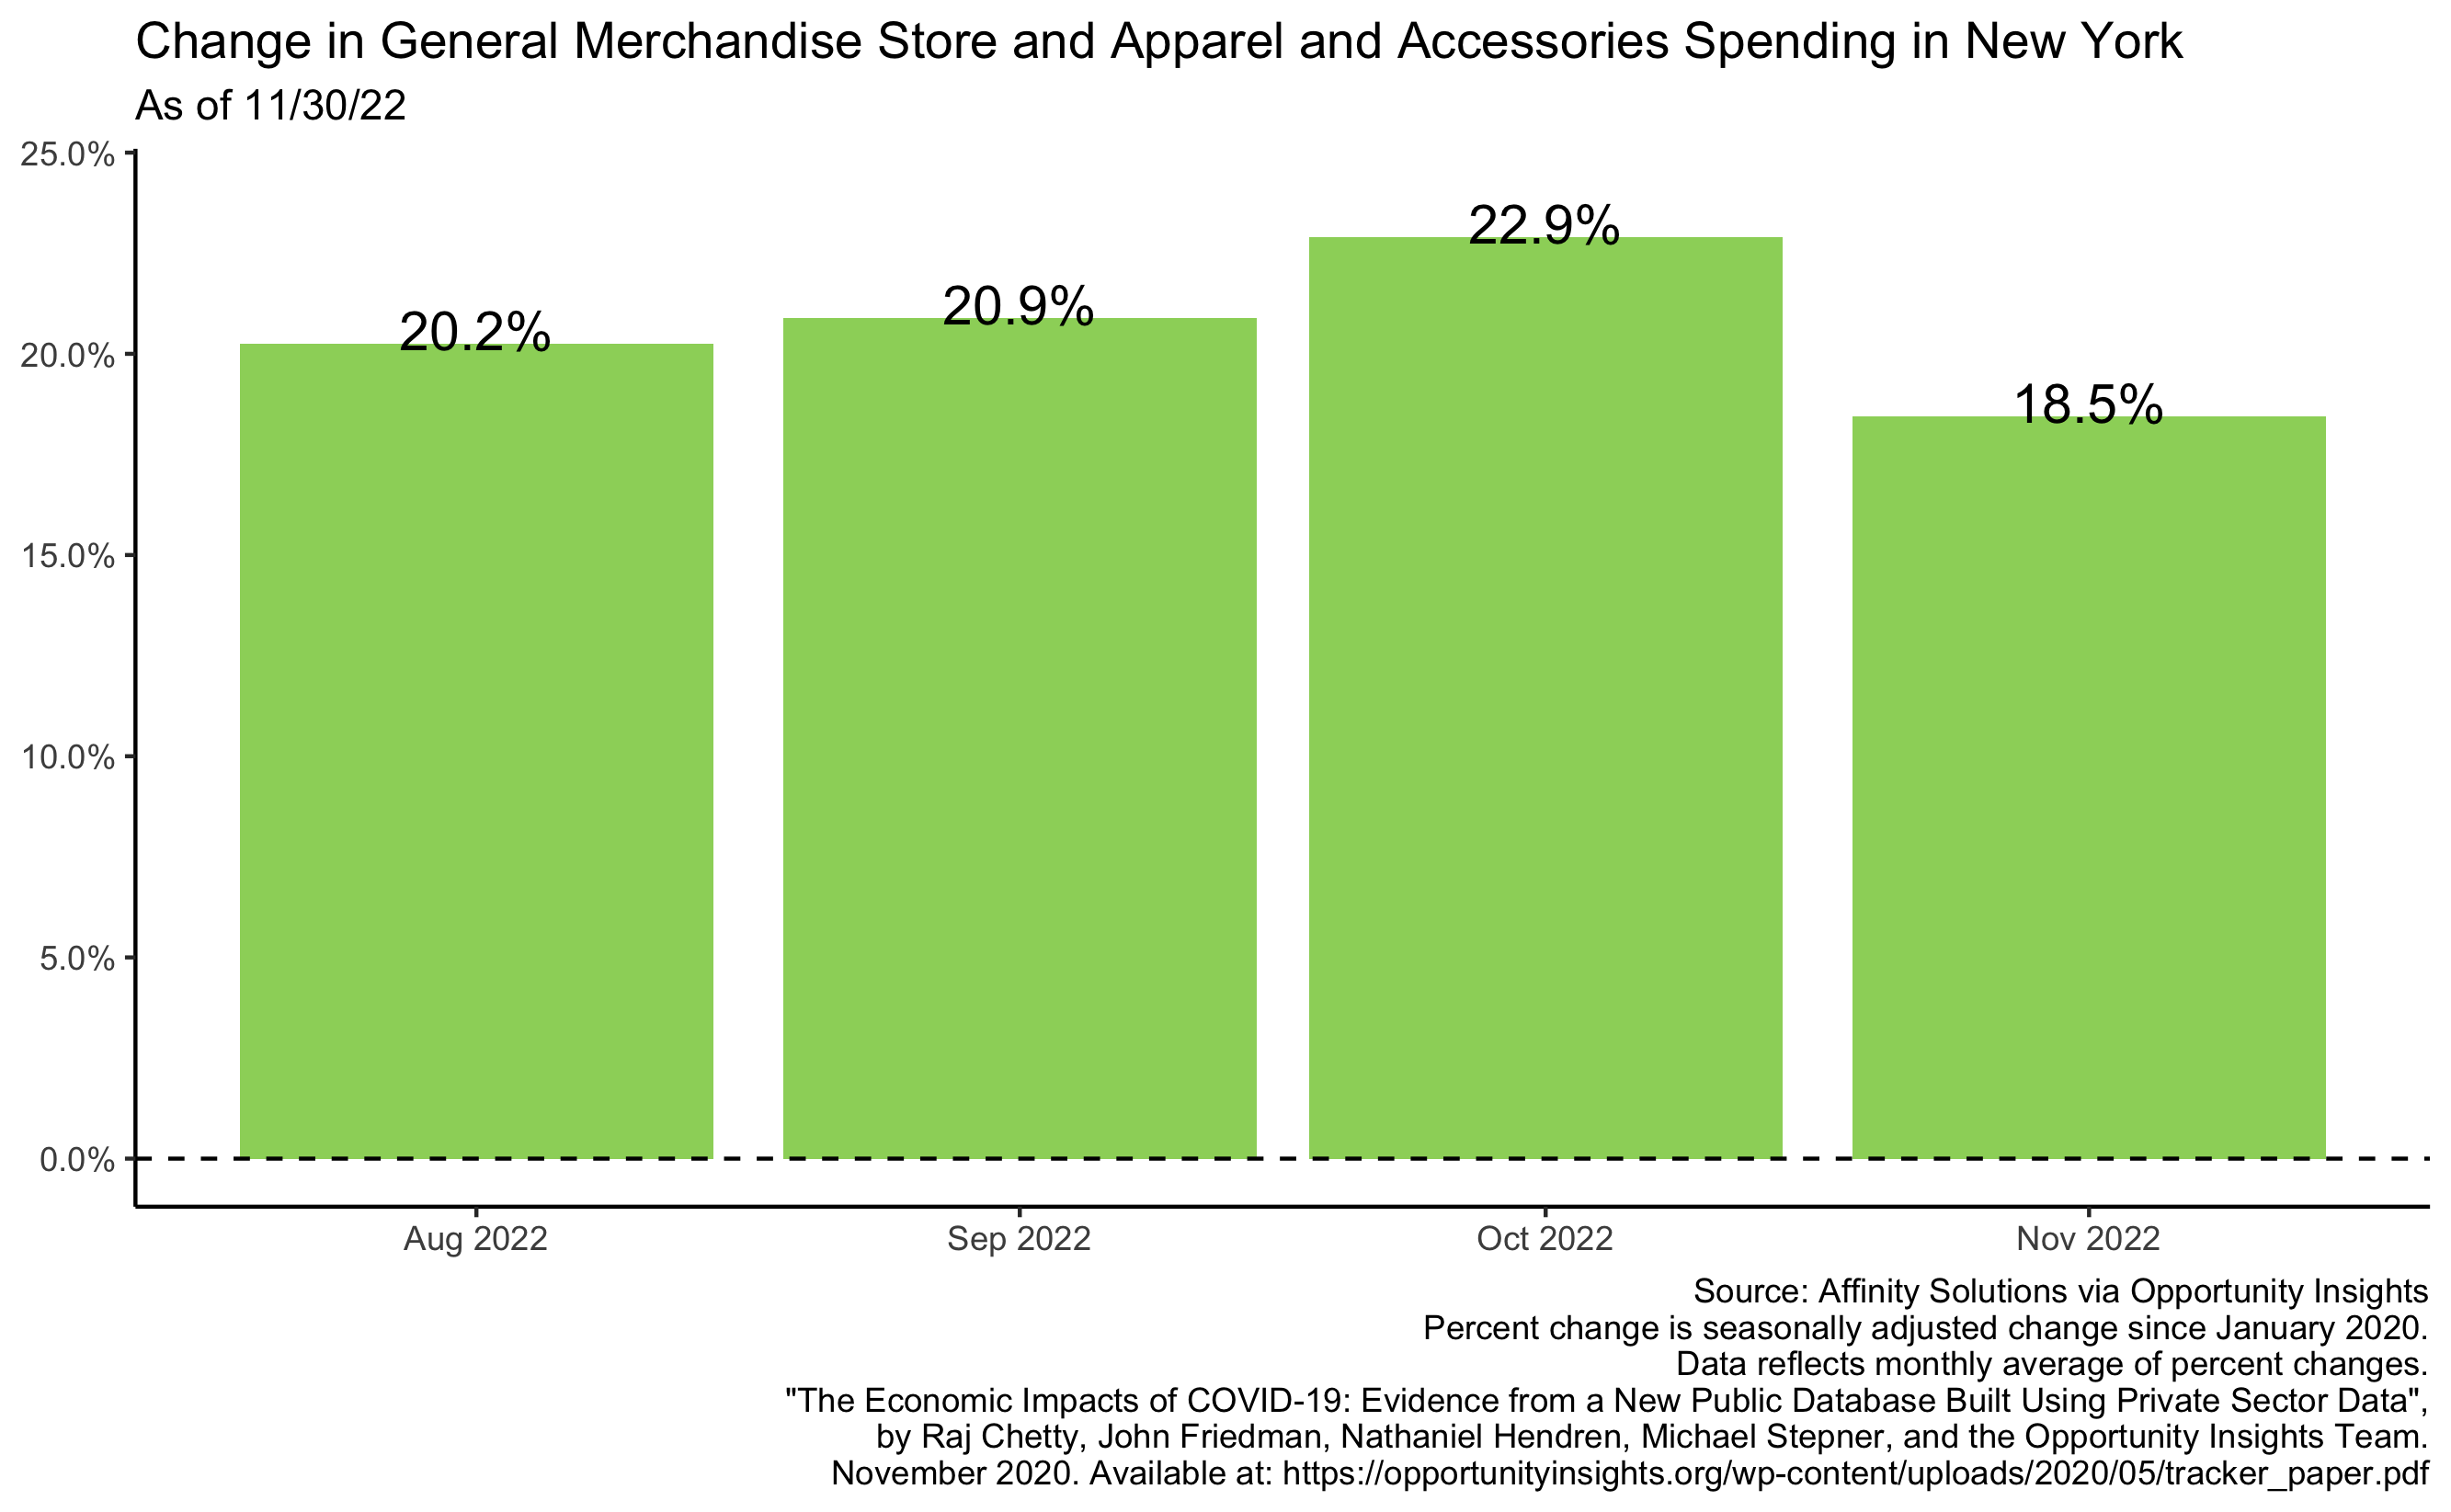 Change in General Merchandise Store and Apparel and Accessories Spending in New York
As of 11/30/22
25.0%
20.0%
15.0%
10.0%
5.0%
0.0%
20.2%
20.9%
22.9%
18.5%
Aug 2022
Sep 2022
Oct 2022
Nov 2022
Source: Affinity Solutions via Opportunity Insights
Percent change is seasonally adjusted change since January 2020.
Data reflects monthly average of percent changes.
"The Economic Impacts of COVID-19: Evidence from a New Public Database Built Using Private Sector Data",
by Raj Chetty, John Friedman, Nathaniel Hendren, Michael Stepner, and the Opportunity Insights Team.
November 2020. Available at: https://opportunityinsights.org/wp-content/uploads/2020/05/tracker_paper.pdf